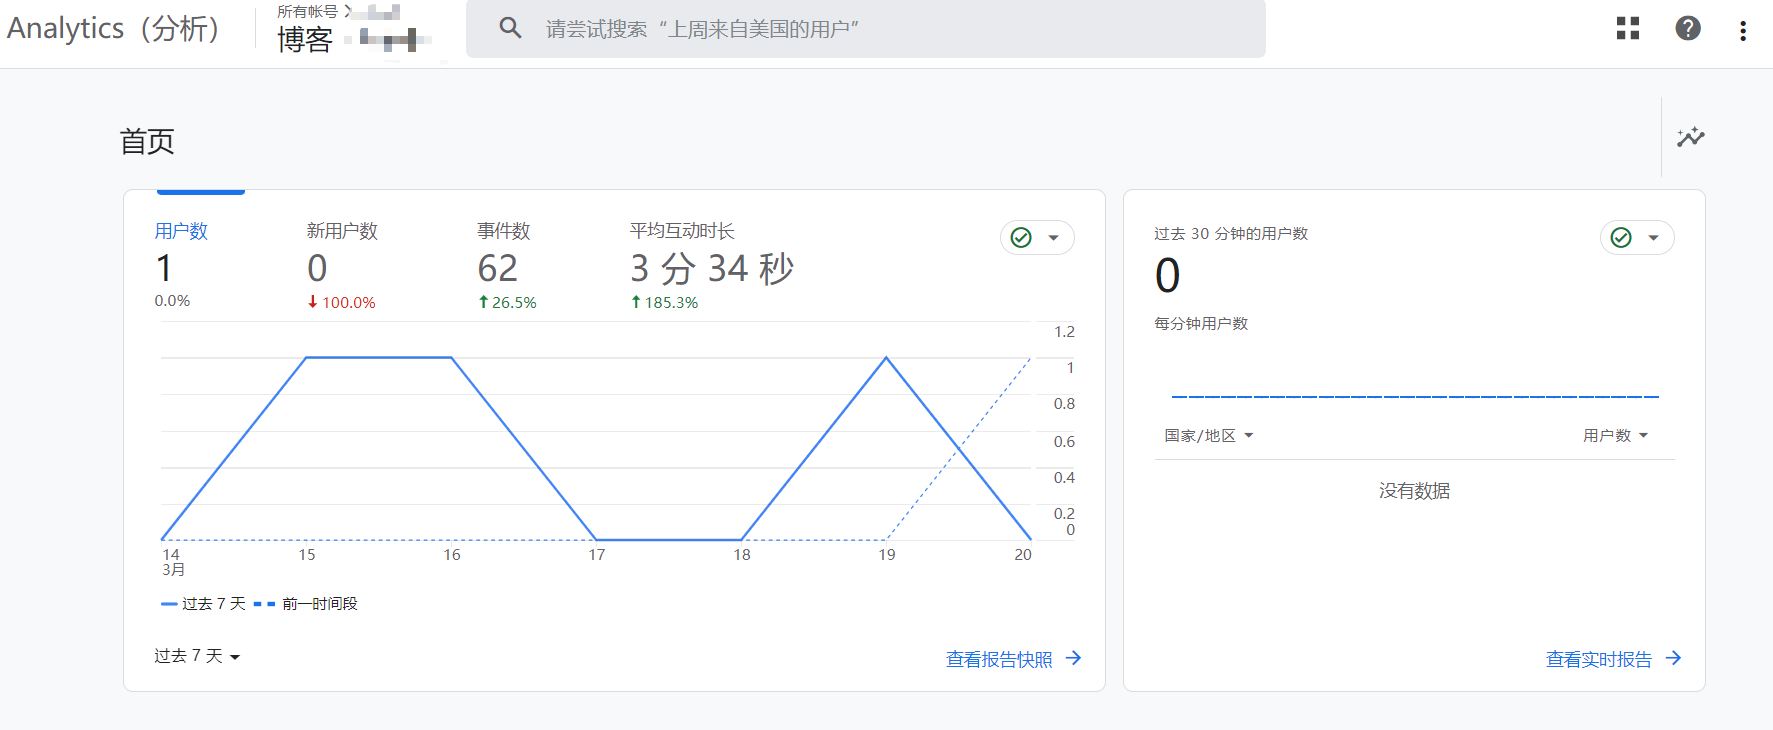 Analytics（分析）
所有帐号
博客
请尝试搜索“上周来自美国的用户”
首页
用户数
1
0.0%
新用户数
0
100.0%
事件数
62
26.5%
平均互动时长
3 分 34 秒
185.3%
1.2
1
0.8
0.6
0.4
0.2
0
14 15 16 17 18 19 20
3月
过去 7 天 前一时间段
过去 7 天
查看报告快照
过去 30 分钟的用户数
0
每分钟用户数
国家/地区 用户数
没有数据
查看实时报告